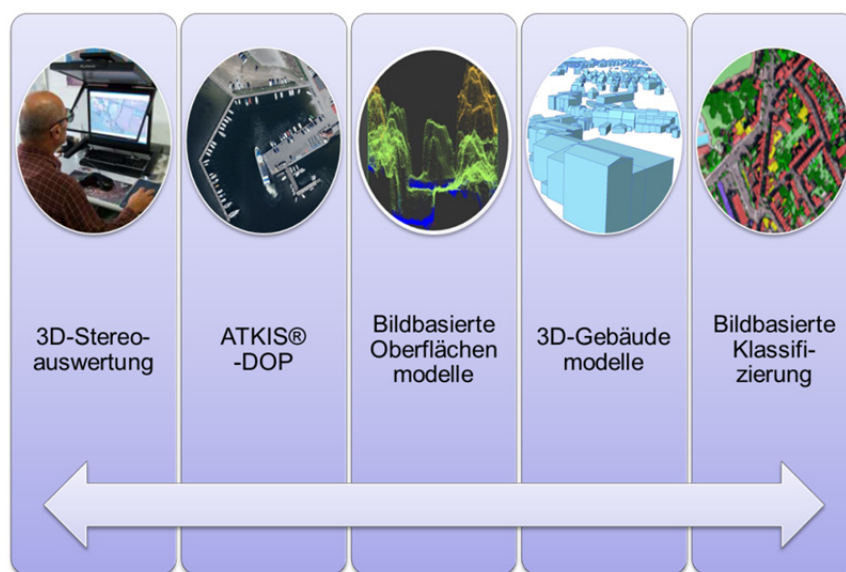 3D-Stereo-
auswertung
ATKIS®
-DOP
Bildbasierte
Oberflächen
modelle
3D-Gebäude
modelle
Bildbasierte
Klassifi-
zierung